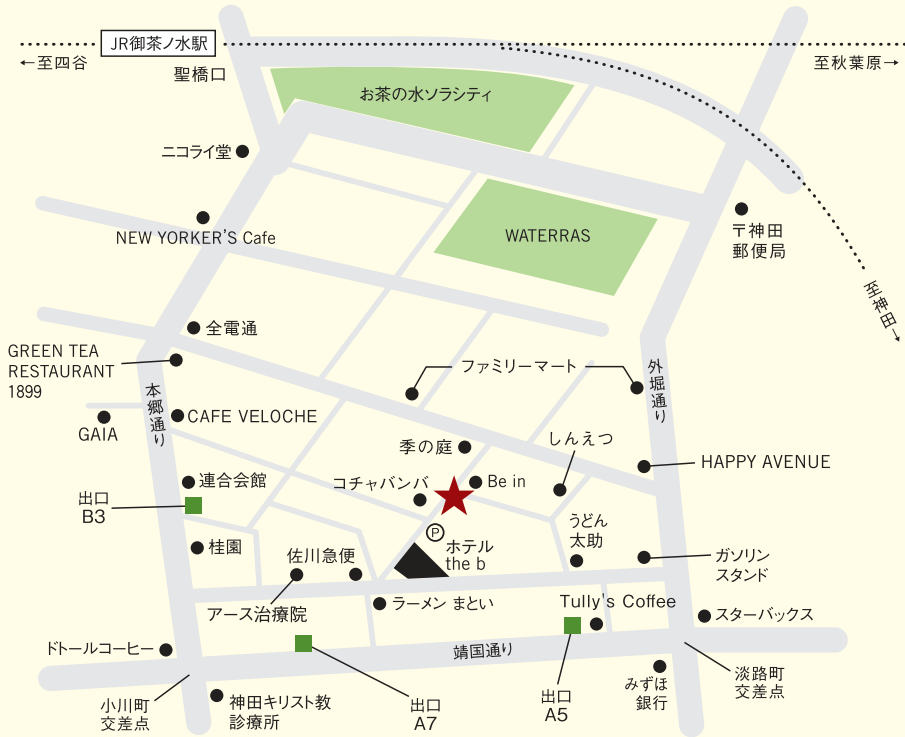 JR御茶ノ水駅
←至四谷
聖橋口
至秋葉原→
お茶の水ソラシティ
ニコライ堂
NEW YORKER'S Cafe
WATERRAS
〒神田
郵便局
至神田→
全電通
GREEN TEA
RESTAURANT
1899
ファミリーマート
外堀通り
本郷通り
CAFE VELOCHE
GAIA
季の庭
しんえつ
HAPPY AVENUE
連合会館
コチャバンバ
Be in
出口
B3
P
うどん
太助
桂園
佐川急便
ホテル
the b
ガソリン
スタンド
アース治療院
ラーメン まとい
Tully's Coffee
スターバックス
ドトールコーヒー
靖国通り
淡路町
交差点
みずほ
銀行
小川町
交差点
神田キリスト教
診療所
出口
A7
出口
A5